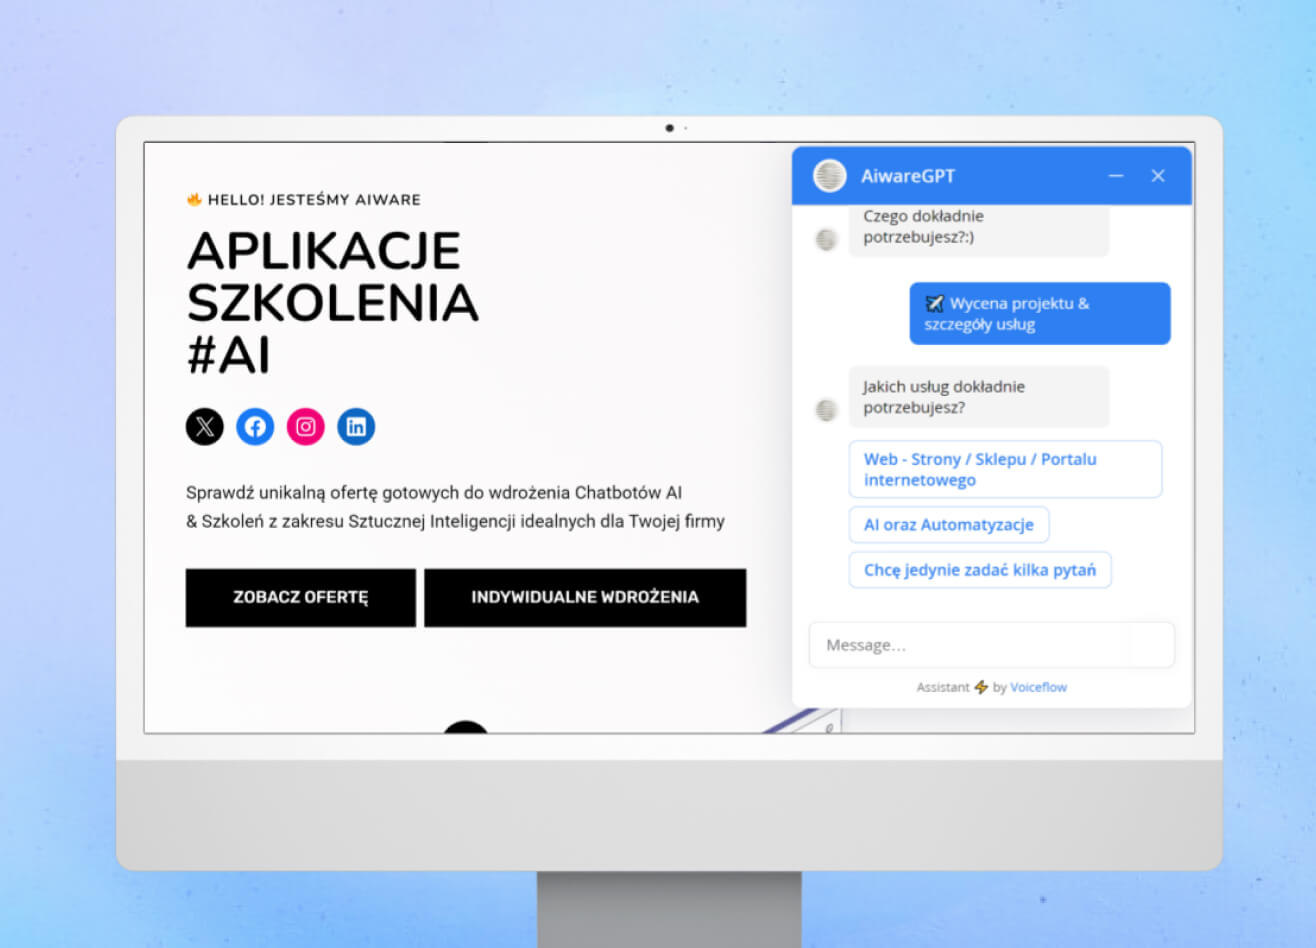 🔥 HELLO! JESTEŚMY AIWARE
APLIKACJE
SZKOLENIA
#AI
Sprawdź unikalną ofertę gotowych do wdrożenia Chatbotów AI
& Szkoleń z zakresu Sztucznej Inteligencji idealnych dla Twojej firmy
ZOBACZ OFERTĘ
INDYWIDUALNE WDROŻENIA
AiwareGPT
Czego dokładnie
potrzebujesz?:)
Wycena projektu &
szczegóły usług
Jakich usług dokładnie
potrzebujesz?
Web - Strony / Sklepu / Portalu
internetowego
AI oraz Automatyzacje
Chcę jedynie zadać kilka pytań
Message...
Assistant ⚡ by Voiceflow